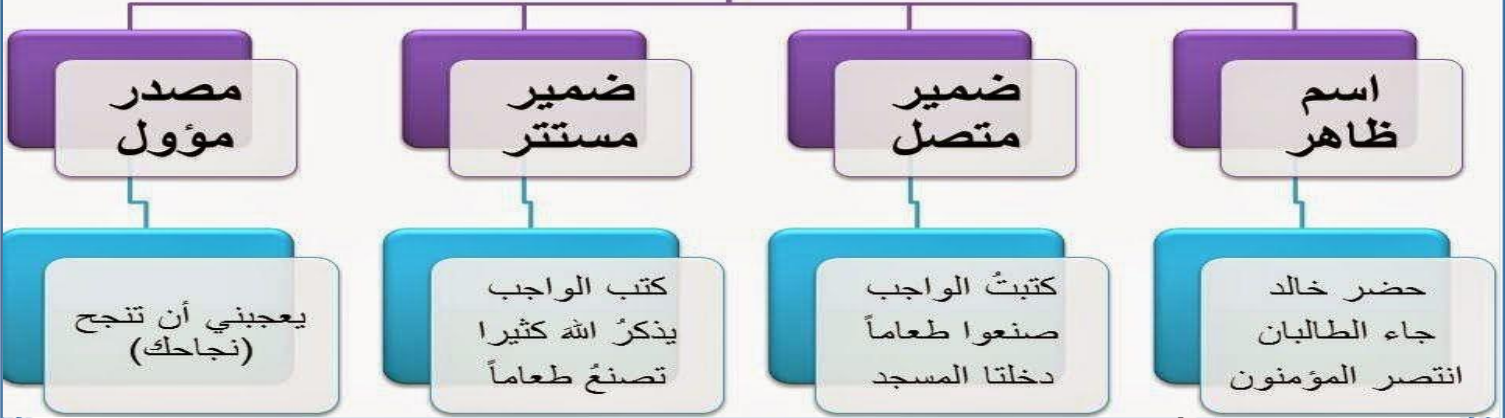 اسم
ظاهر
ضمير
متصل
ضمير
مستتر
مصدر
مؤول
حضر خالد
جاء الطالبان
انتصر المؤمنون
كتبتُ الواجب
صنعوا طعاماً
دخلتا المسجد
كتب الواجب
يذكرُ الله كثيرا
تصنعُ طعاماً
يعجبني أن تنجح
(نجاحك)